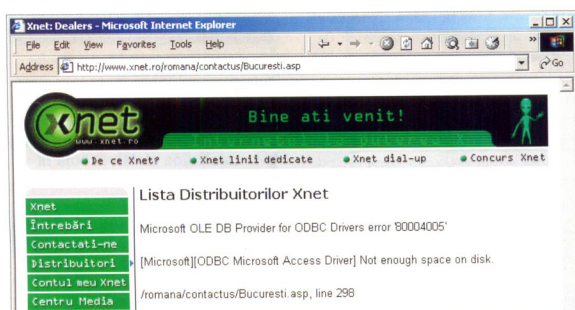 Xnet: Dealers - Microsoft Internet Explorer
File Edit View Favorites Tools Help
»
Address http://www.xnet.ro/romana/contactus/Bucuresti.asp Go
xnet
www.xnet.ro
Bine ati venit!
De ce Xnet? Xnet linii dedicate Xnet dial-up Concurs Xnet
Xnet
Întrebări
Contactati-ne
Distribuitori
Contul meu Xnet
Centru Media
Lista Distribuitorilor Xnet
Microsoft OLE DB Provider for ODBC Drivers error '80004005'
[Microsoft][ODBC Microsoft Access Driver] Not enough space on disk.
/romana/contactus/Bucuresti.asp, line 298